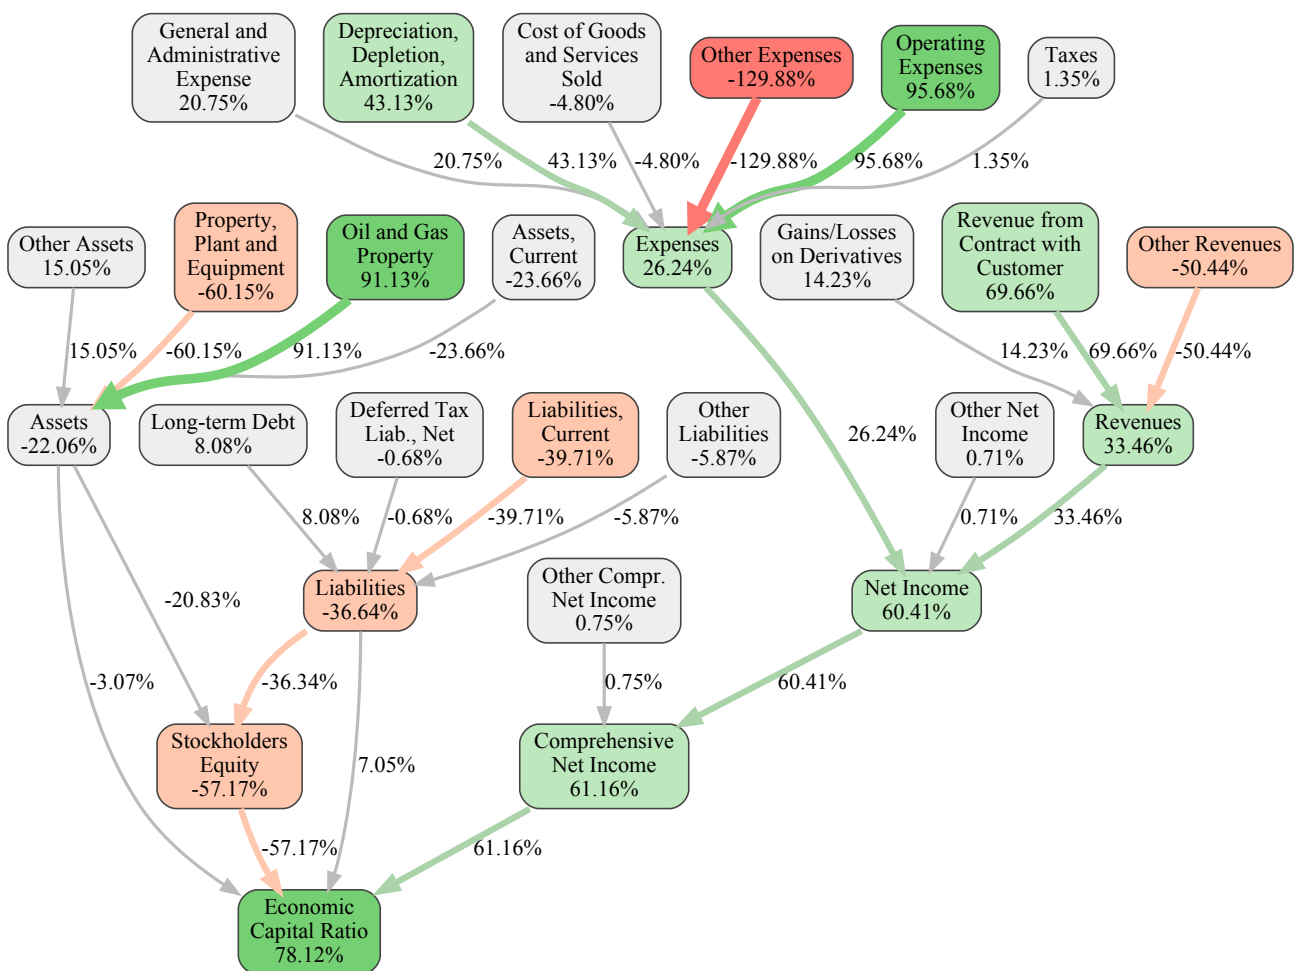 General and
Administrative
Expense
20.75%
Depreciation,
Depletion,
Amortization
43.13%
Cost of Goods
and Services
Sold
-4.80%
Other Expenses
-129.88%
Operating
Expenses
95.68%
Taxes
1.35%
20.75%
43.13%
-4.80%
-129.88%
95.68%
1.35%
Other Assets
15.05%
Property,
Plant and
Equipment
-60.15%
Oil and Gas
Property
91.13%
Assets,
Current
-23.66%
Expenses
26.24%
Gains/Losses
on Derivatives
14.23%
Revenue from
Contract with
Customer
69.66%
Other Revenues
-50.44%
15.05%
-60.15%
91.13%
-23.66%
14.23%
69.66%
-50.44%
Assets
-22.06%
Long-term Debt
8.08%
Deferred Tax
Liab., Net
-0.68%
Liabilities,
Current
-39.71%
Other
Liabilities
-5.87%
26.24%
Other Net
Income
0.71%
Revenues
33.46%
8.08%
-0.68%
-39.71%
-5.87%
0.71%
33.46%
-20.83%
Liabilities
-36.64%
Other Compr.
Net Income
0.75%
Net Income
60.41%
-3.07%
-36.34%
0.75%
60.41%
Stockholders
Equity
-57.17%
7.05%
Comprehensive
Net Income
61.16%
-57.17%
61.16%
Economic
Capital Ratio
78.12%